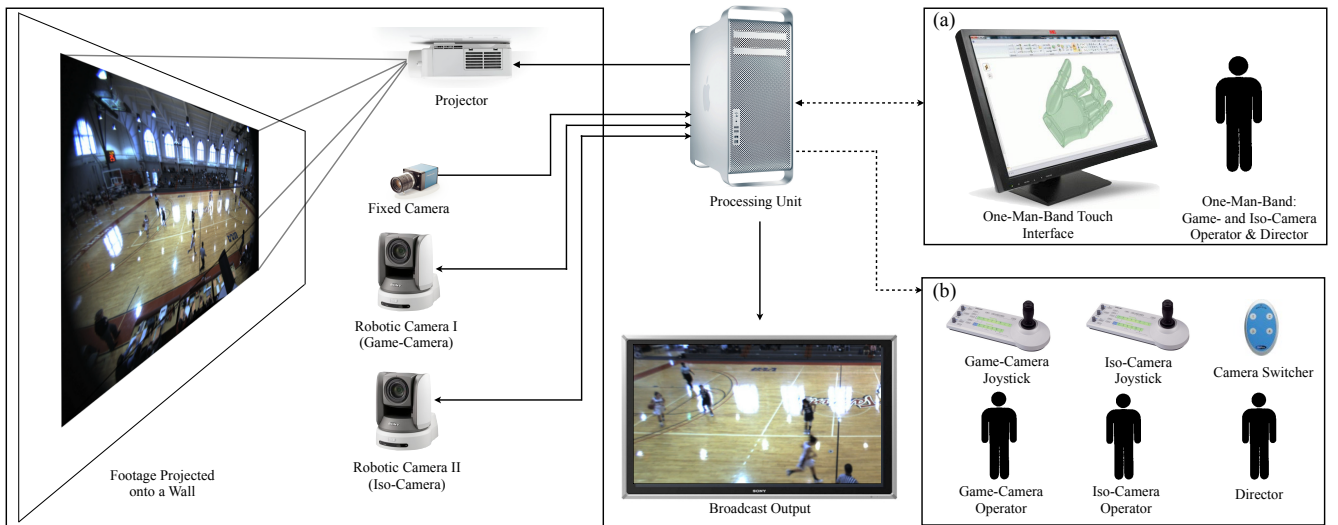 Projector
Fixed Camera
Robotic Camera I
(Game-Camera)
Robotic Camera II
(Iso-Camera)
Footage Projected
onto a Wall
Processing Unit
SONY
Broadcast Output
(a)
One-Man-Band Touch
Interface
One-Man-Band:
Game- and Iso-Camera
Operator & Director
(b)
Game-Camera
Joystick
Iso-Camera
Joystick
Camera Switcher
Game-Camera
Operator
Iso-Camera
Operator
Director